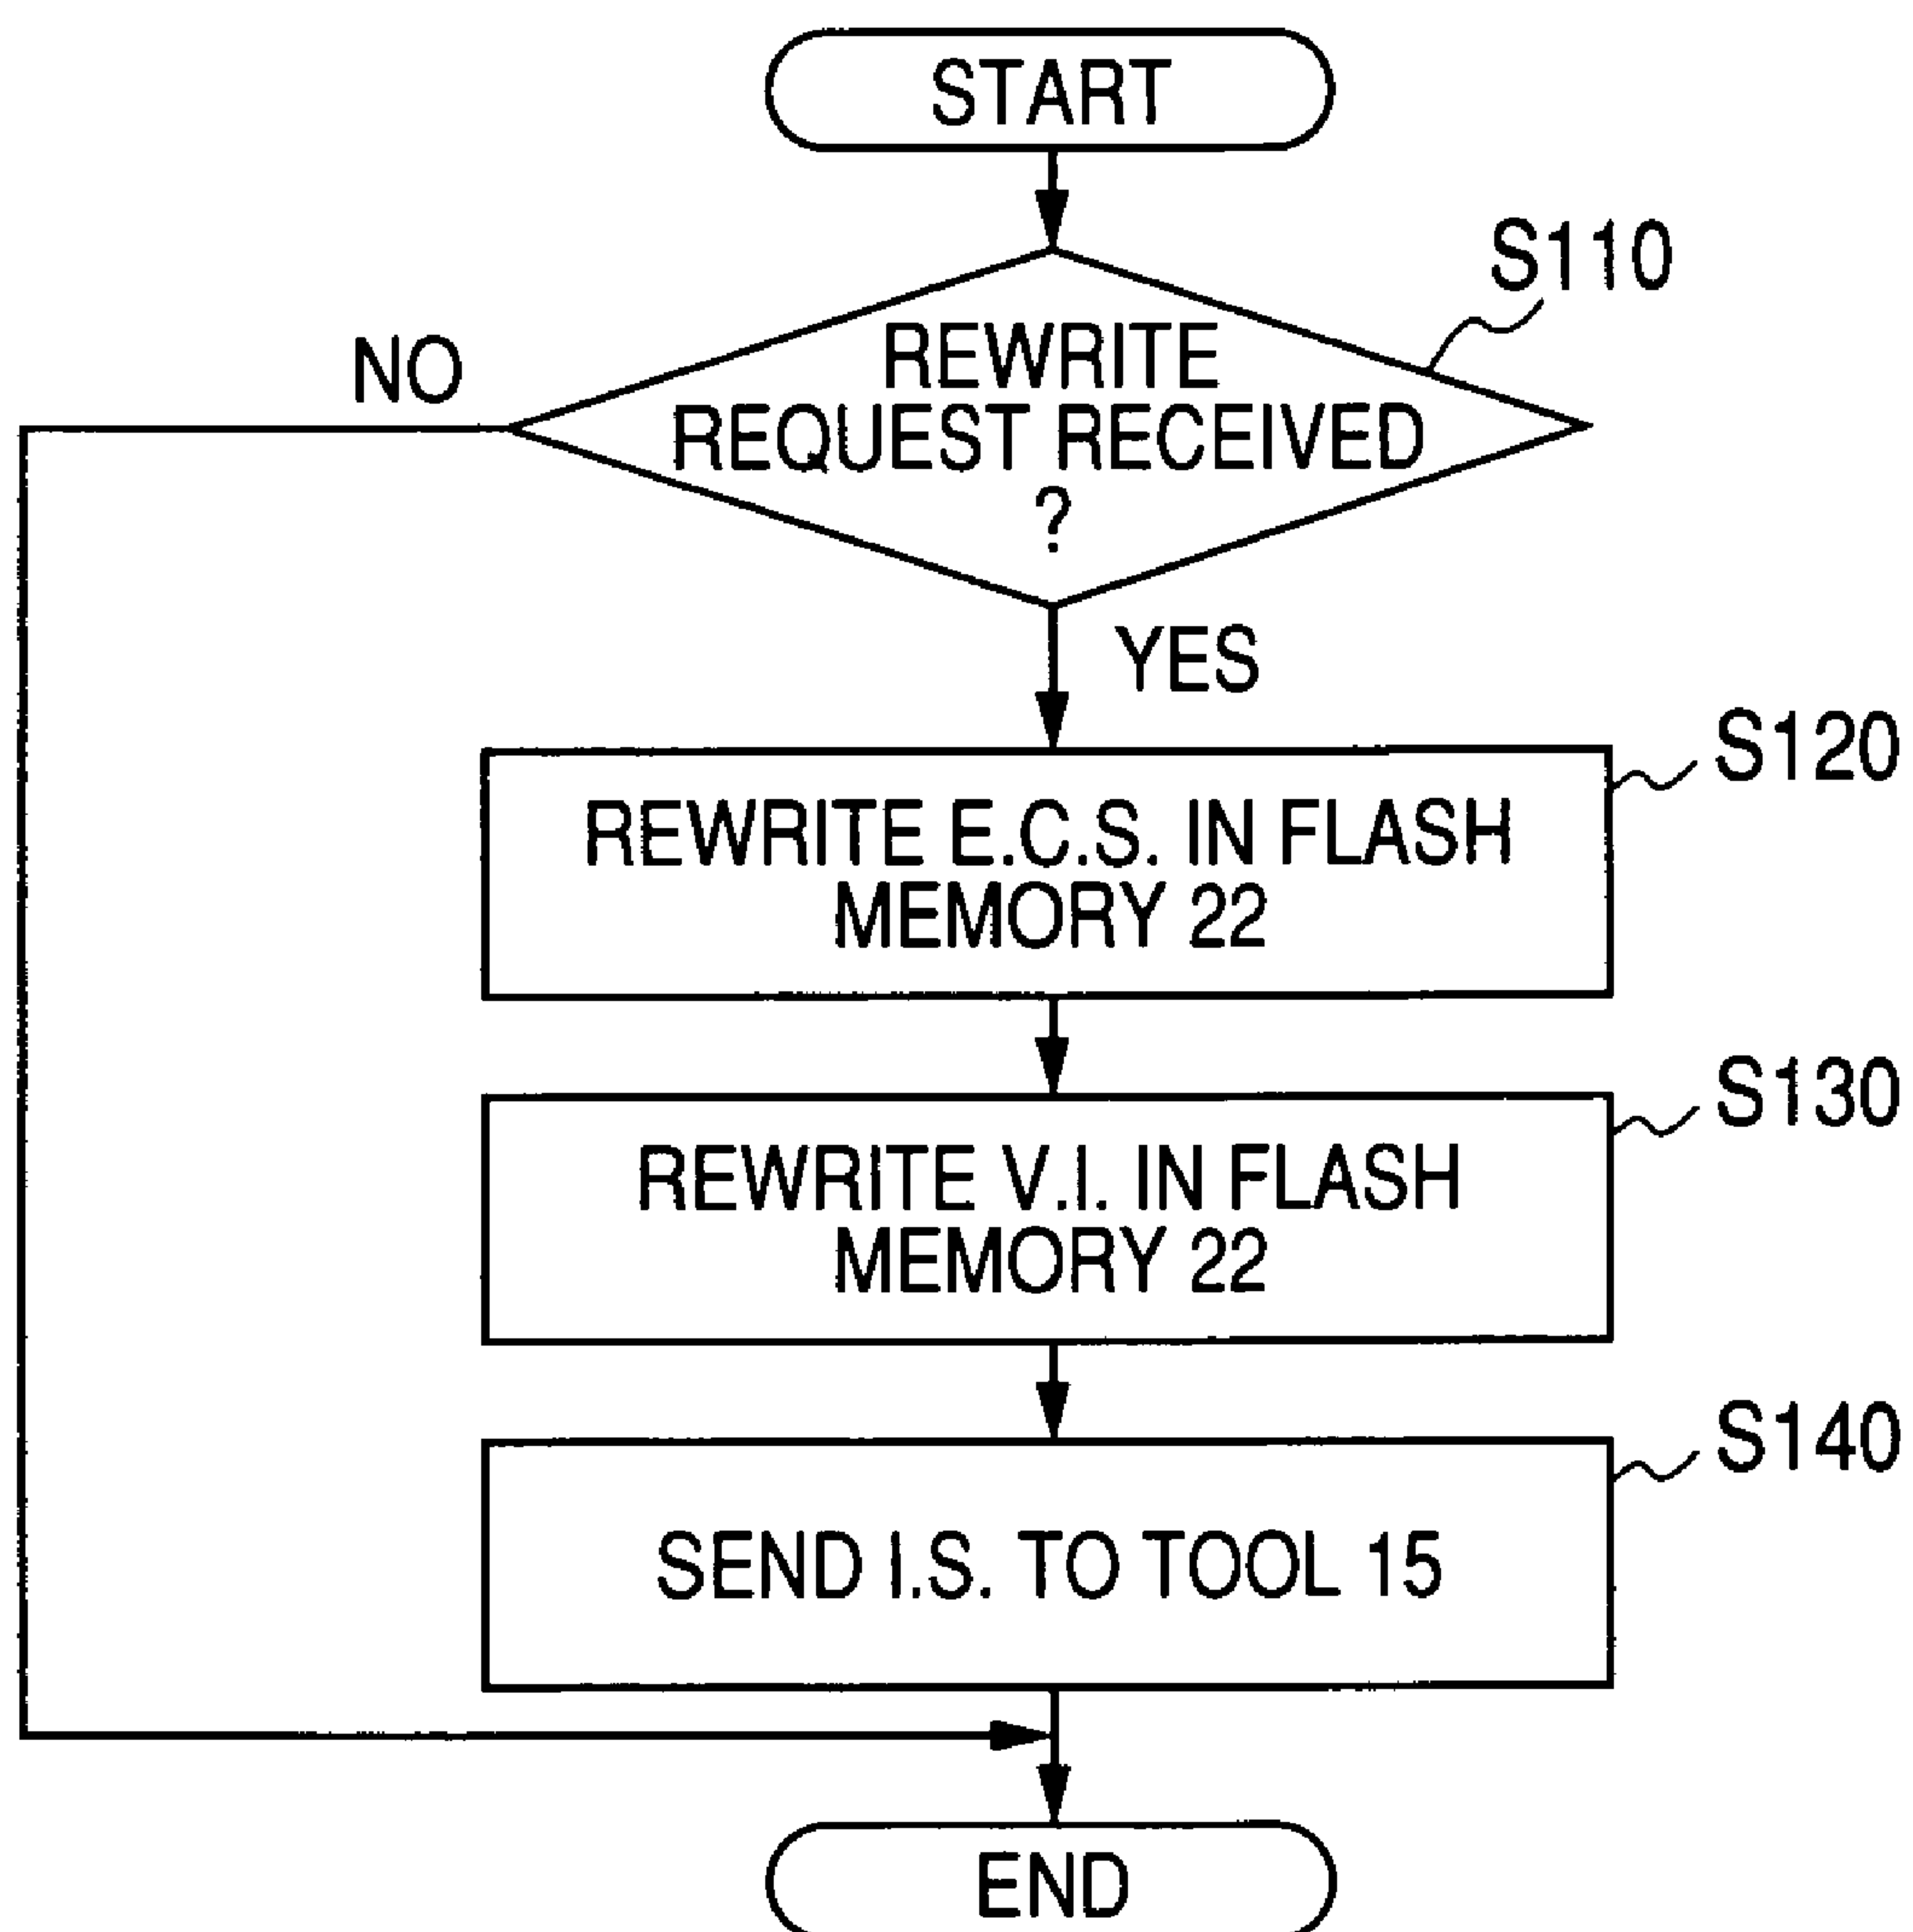 START
S110
NO
REWRITE
REQUEST RECEIVED
?
YES
S120
REWRITE E.C.S. IN FLASH
MEMORY 22
S130
REWRITE V.I. IN FLASH
MEMORY 22
S140
SEND I.S. TO TOOL 15
END